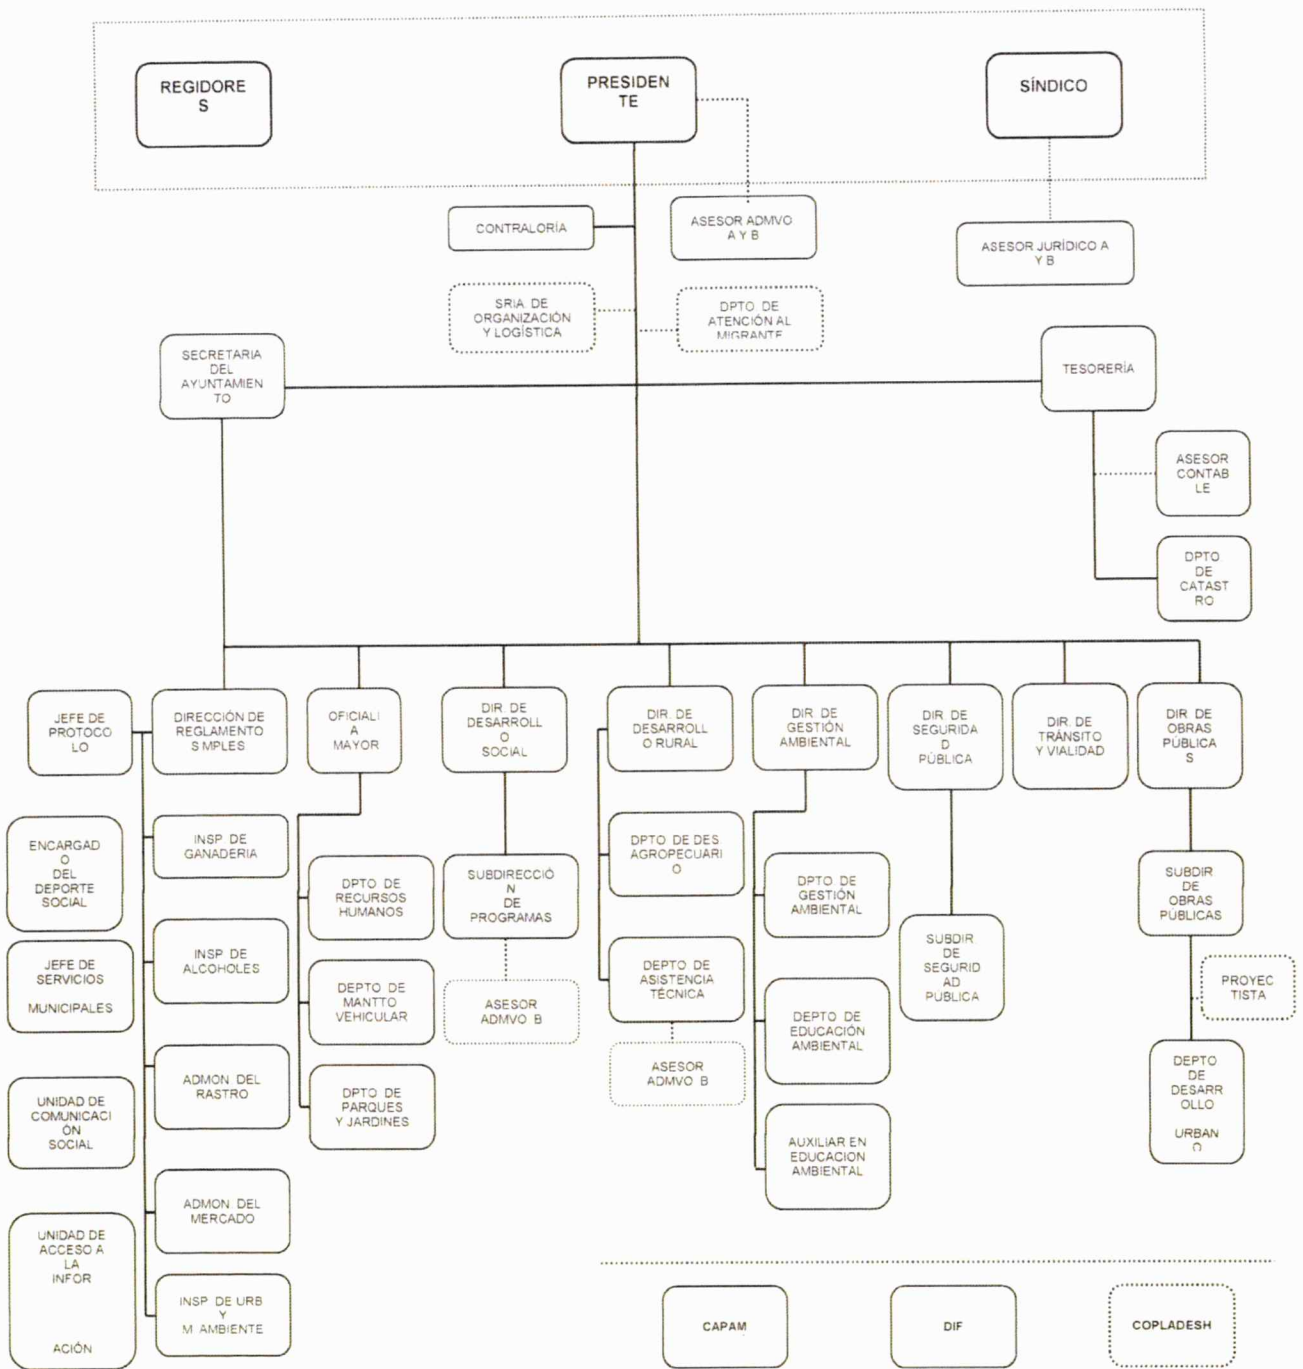 REGIDORE
S
PRESIDEN
TE
SÍNDICO
CONTRALORÍA
ASESOR ADMVO
A Y B
ASESOR JURÍDICO A
Y B
SRIA. DE
ORGANIZACIÓN
Y LOGÍSTICA
DPTO. DE
ATENCIÓN AL
MIGRANTE
SECRETARIA
DEL
AYUNTAMIE
NTO
TESORERÍA
ASESOR
CONTAB
LE
DPTO
DE
CATAST
RO
JEFE DE
PROTOCO
LO
DIRECCIÓN DE
REGLAMENTO
S MPLES
OFICIALI
A
MAYOR
DIR. DE
DESARROLL
O
SOCIAL
DIR. DE
DESARROLL
O RURAL
DIR. DE
GESTIÓN
AMBIENTAL
DIR. DE
SEGURIDA
D
PÚBLICA
DIR. DE
TRÁNSITO
Y VIALIDAD
DIR. DE
OBRAS
PÚBLICA
S
ENCARGAD
O
DEL
DEPORTE
SOCIAL
INSP. DE
GANADERIA
DPTO. DE
RECURSOS
HUMANOS
SUBDIRECCIÓ
N DE
PROGRAMAS
DPTO. DE DES.
AGROPECUARI
O
DPTO. DE
GESTIÓN
AMBIENTAL
SUBDIR.
DE
SEGURID
AD
PÚBLICA
SUBDIR
DE
OBRAS
PÚBLICAS
JEFE DE
SERVICIOS
MUNICIPALES
INSP. DE
ALCOHOLES
DEPTO DE
MANTTO
VEHICULAR
ASESOR
ADMVO. B
DEPTO. DE
ASISTENCIA
TÉCNICA
ASESOR
ADMVO. B
DEPTO. DE
EDUCACIÓN
AMBIENTAL
PROYEC
TISTA
UNIDAD DE
COMUNICACI
ÓN
SOCIAL
ADMON. DEL
RASTRO
DPTO. DE
PARQUES
Y JARDINES
AUXILIAR EN
EDUCACION
AMBIENTAL
DEPTO
DE
DESARR
OLLO
URBAN
O
UNIDAD DE
ACCESO A
LA
INFOR
ACIÓN
ADMON. DEL
MERCADO
INSP. DE URB
Y
M. AMBIENTE
CAPAM
DIF
COPLADESH